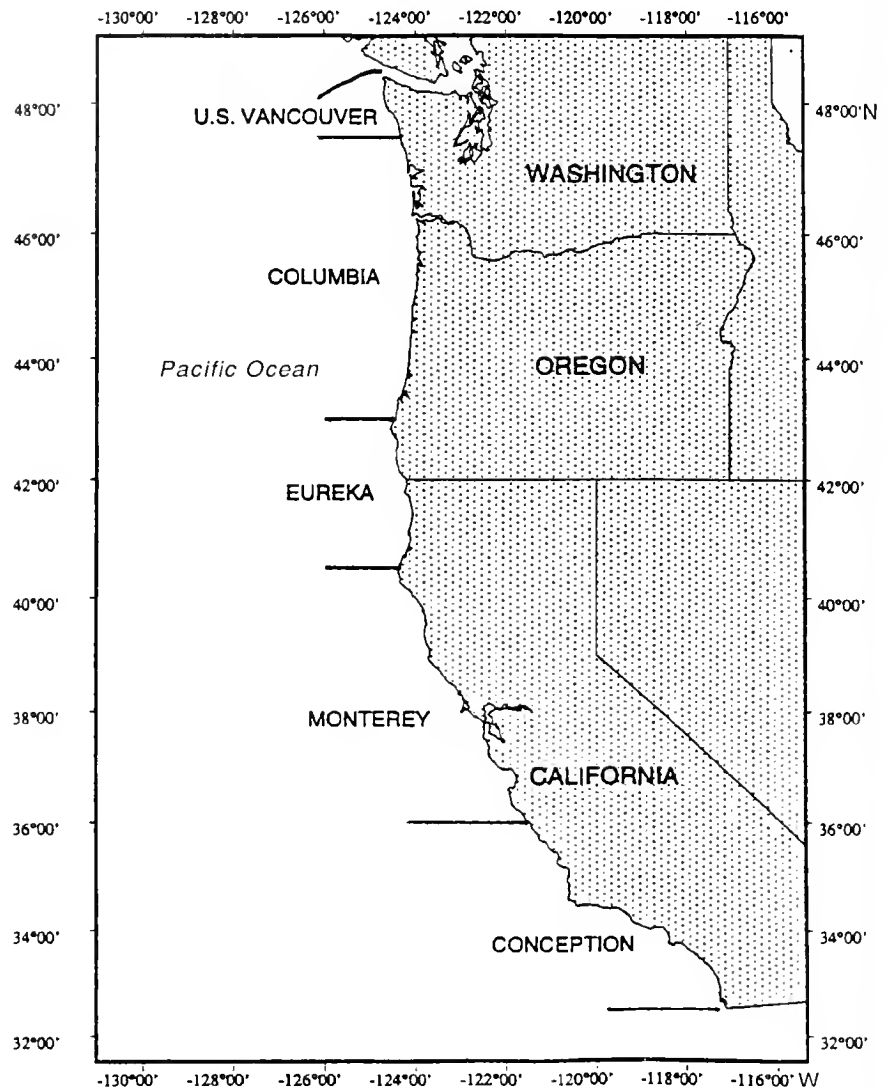 -130°00' -128°00' -126°00' -124°00' -122°00' -120°00' -118°00' -116°00'
48°00' 48°00'N
U.S. VANCOUVER
WASHINGTON
46°00' 46°00'
COLUMBIA
44°00' 44°00'
Pacific Ocean OREGON
42°00' 42°00'
EUREKA
40°00' 40°00'
38°00' 38°00'
MONTEREY
CALIFORNIA
36°00' 36°00'
34°00' 34°00'
CONCEPTION
32°00' 32°00'
-130°00' -128°00' -126°00' -124°00' -122°00' -120°00' -118°00' -116°00' W